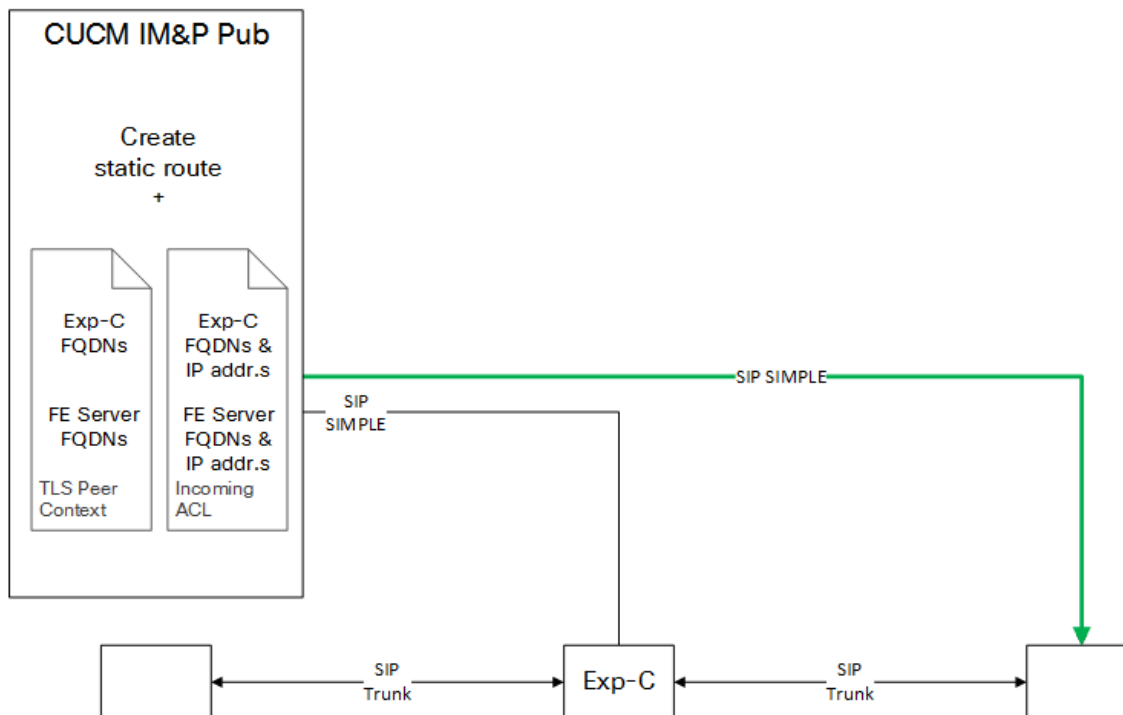 CUCM IM&P Pub
Create
static route
+
Exp-C
FQDNs
FE Server
FQDNs
TLS Peer
Context
Exp-C
FQDNs &
IP addr.s
FE Server
FQDNs &
IP addr.s
Incoming
ACL
SIP SIMPLE
SIP
SIMPLE
SIP
Trunk
Exp-C
SIP
Trunk